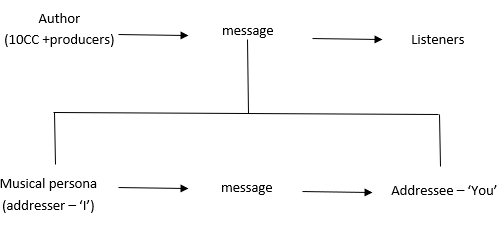 Author
(10CC +producers)
message
Listeners
Musical persona
(addresser – ‘I’)
message
Addressee – ‘You’